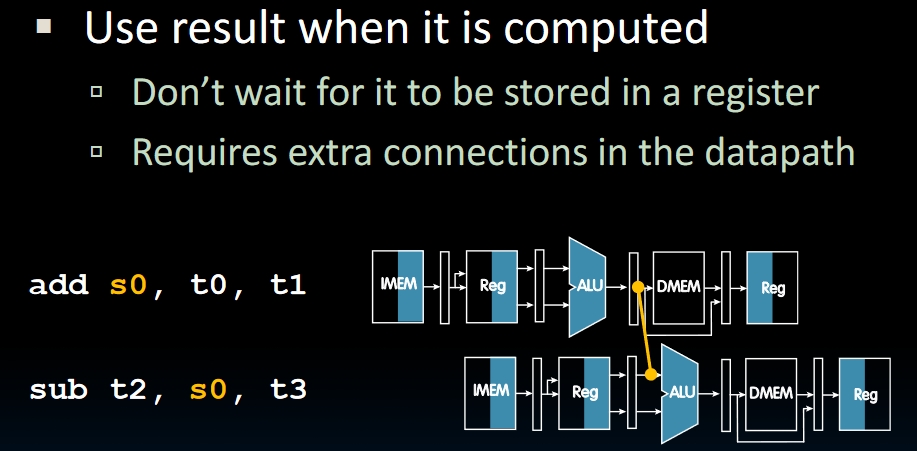 Use result when it is computed
Don't wait for it to be stored in a register
Requires extra connections in the datapath
add s0, t0, t1
IMEM Reg ALU DMEM Reg
sub t2, s0, t3
IMEM Reg ALU DMEM Reg